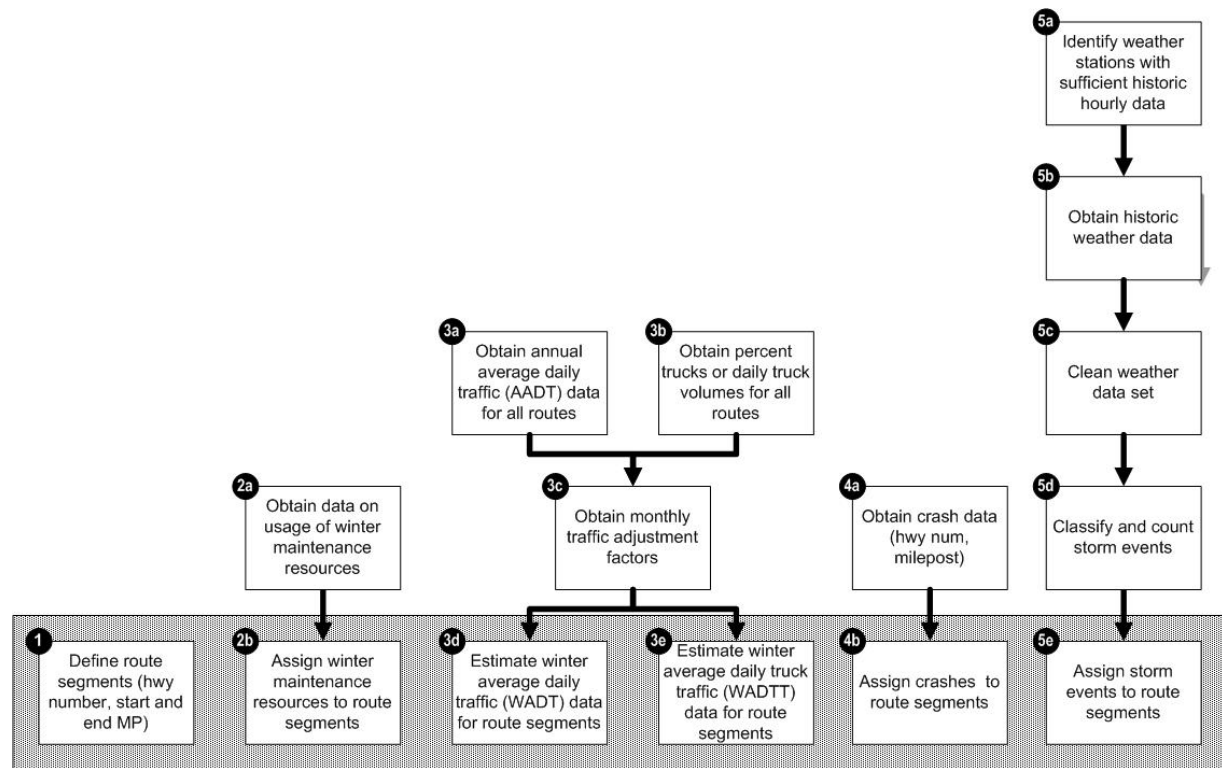 5a
Identify weather
stations with
sufficient historic
hourly data
5b
Obtain historic
weather data
3a
Obtain annual
average daily
traffic (AADT) data
for all routes
3b
Obtain percent
trucks or daily truck
volumes for all
routes
5c
Clean weather
data set
2a
Obtain data on
usage of winter
maintenance
resources
3c
Obtain monthly
traffic adjustment
factors
4a
Obtain crash data
(hwy num,
milepost)
5d
Classify and count
storm events
1
Define route
segments (hwy
number, start and
end MP)
2b
Assign winter
maintenance
resources to route
segments
3d
Estimate winter
average daily
traffic (WADT) data
for route segments
3e
Estimate winter
average daily truck
traffic (WADTT)
data for route
segments
4b
Assign crashes to
route segments
5e
Assign storm
events to route
segments